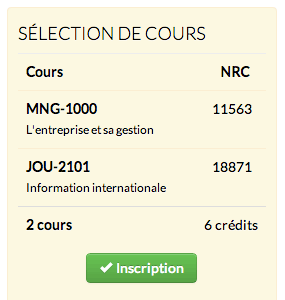 SÉLECTION DE COURS
Cours NRC
MNG-1000 11563
L'entreprise et sa gestion
JOU-2101 18871
Information internationale
2 cours 6 crédits
Inscription